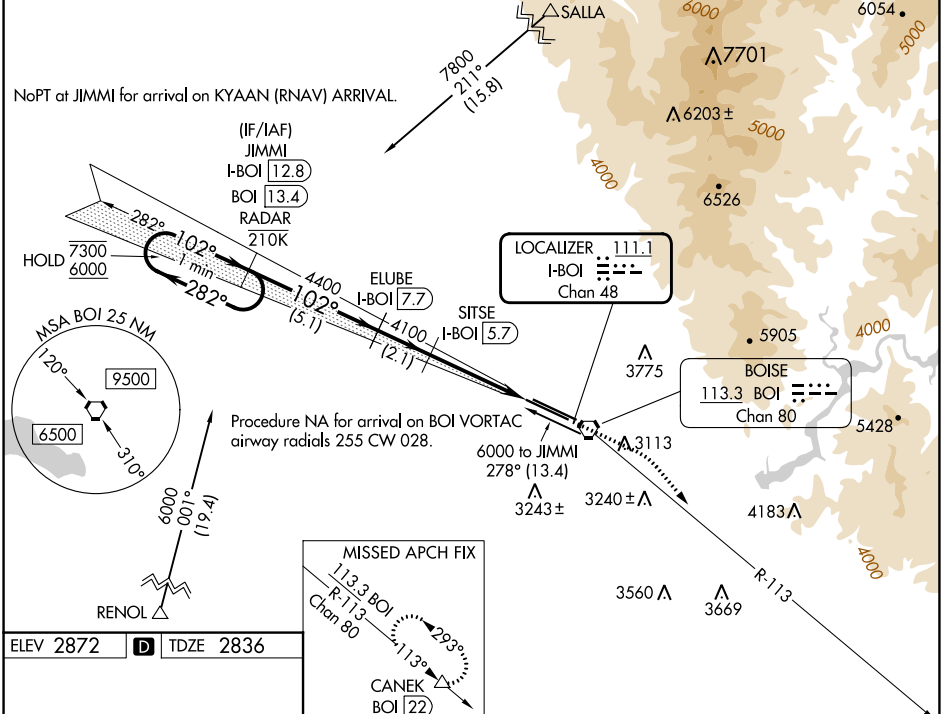 6000
6054
5000
SALLA
7701
7800
211°
(15.8)
NoPT at JIMMI for arrival on KYAAN (RNAV) ARRIVAL.
6203 ±
5000
4000
6526
(IF/IAF)
JIMMI
I-BOI 12.8
BOI 13.4
RADAR
210K
282°
102°
1 min
HOLD 7300
6000
282°
4400
102°
(5.1)
ELUBE
I-BOI 7.7
4100
(2.1)
SITSE
I-BOI 5.7
LOCALIZER 111.1
I-BOI
Chan 48
5905
4000
3775
BOISE
113.3 BOI
Chan 80
5428
MSA BOI 25 NM
120°
9500
6500
310°
Procedure NA for arrival on BOI VORTAC
airway radials 255 CW 028.
6000 to JIMMI
278° (13.4)
3113
3243 ±
3240 ±
4183
4000
6000
001°
(19.4)
RENOL
3560
3669
R-113
MISSED APCH FIX
113.3 BOI
R-113
Chan 80
293°
113°
CANEK
BOI 22
ELEV 2872 D TDZE 2836